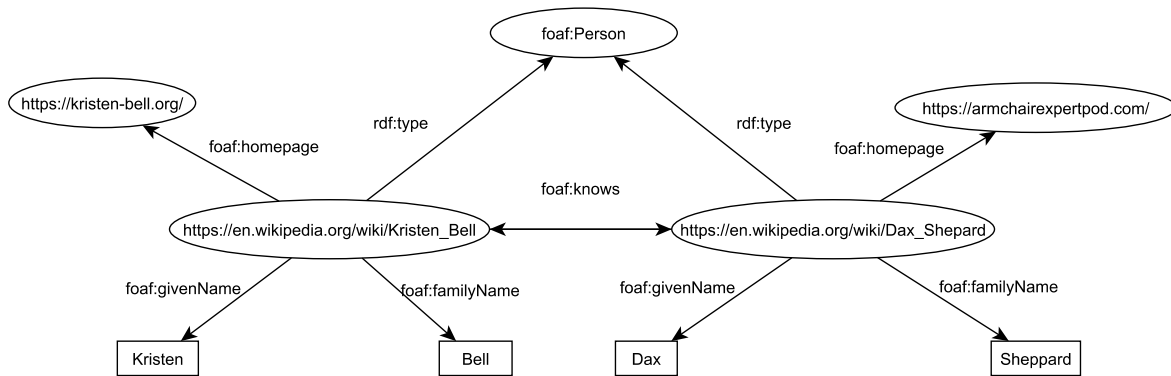 foaf:Person
https://kristen-bell.org/
https://armchairexpertpod.com/
rdf:type
rdf:type
foaf:homepage
foaf:homepage
foaf:knows
https://en.wikipedia.org/wiki/Kristen_Bell
https://en.wikipedia.org/wiki/Dax_Shepard
foaf:givenName
foaf:familyName
foaf:givenName
foaf:familyName
Kristen
Bell
Dax
Sheppard